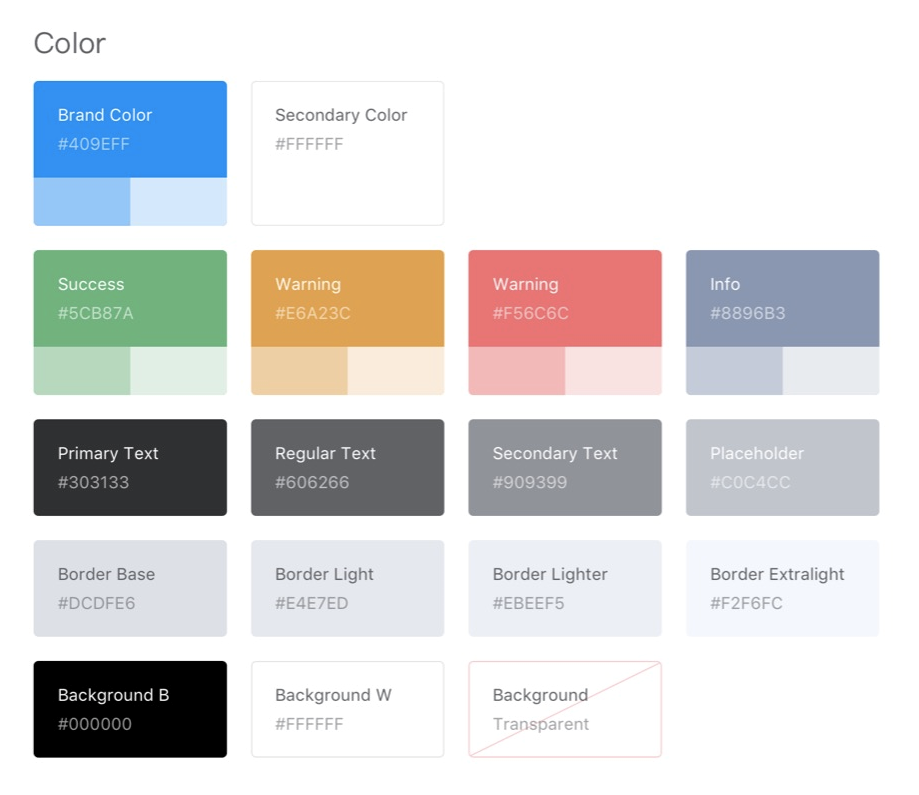 Color
Brand Color
#409EFF
Secondary Color
#FFFFFF
Success
#5CB87A
Warning
#E6A23C
Warning
#F56C6C
Info
#8896B3
Primary Text
#303133
Regular Text
#606266
Secondary Text
#909399
Placeholder
#C0C4CC
Border Base
#DCDFE6
Border Light
#E4E7ED
Border Lighter
#EBEEF5
Border Extralight
#F2F6FC
Background B
#000000
Background W
#FFFFFF
Background
Transparent